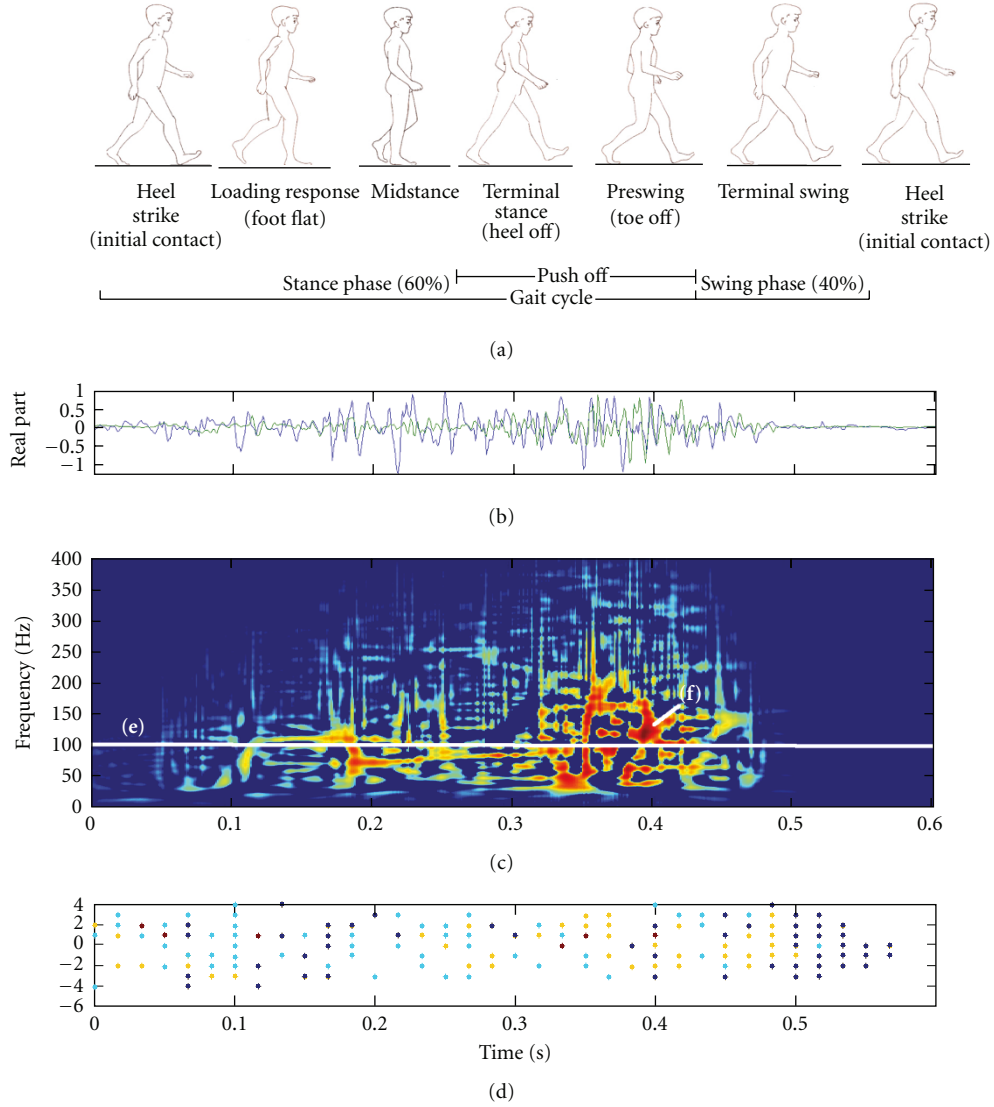 Heel strike (initial contact)
Loading response (foot flat)
Midstance
Terminal stance (heel off)
Preswing (toe off)
Terminal swing
Heel strike (initial contact)
Push off
Stance phase (60%)
Swing phase (40%)
Gait cycle
(a)
Real part
1
0.5
0
−0.5
−1
(b)
Frequency (Hz)
400
350
300
250
200
150
100
50
0
(e)
(f)
0 0.1 0.2 0.3 0.4 0.5 0.6
(c)
4
2
0
−2
−4
−6
0 0.1 0.2 0.3 0.4 0.5
Time (s)
(d)